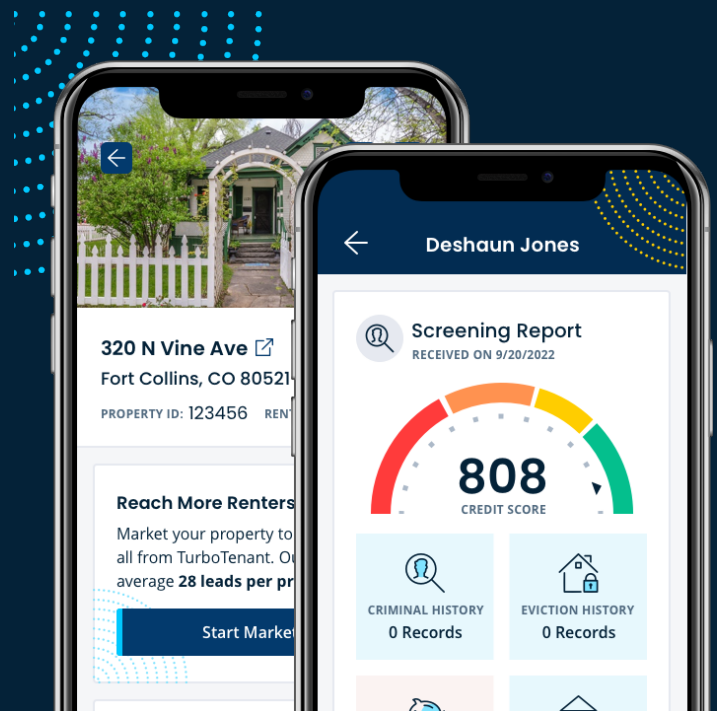 320 N Vine Ave
Fort Collins, CO 80521
PROPERTY ID: 123456
Reach More Renters
Market your property to
all from TurboTenant.
average 28 leads per
Start
Deshaun Jones
Screening Report
RECEIVED ON 9/20/2022
808
CREDIT SCORE
CRIMINAL HISTORY
0 Records
EVICTION HISTORY
0 Records